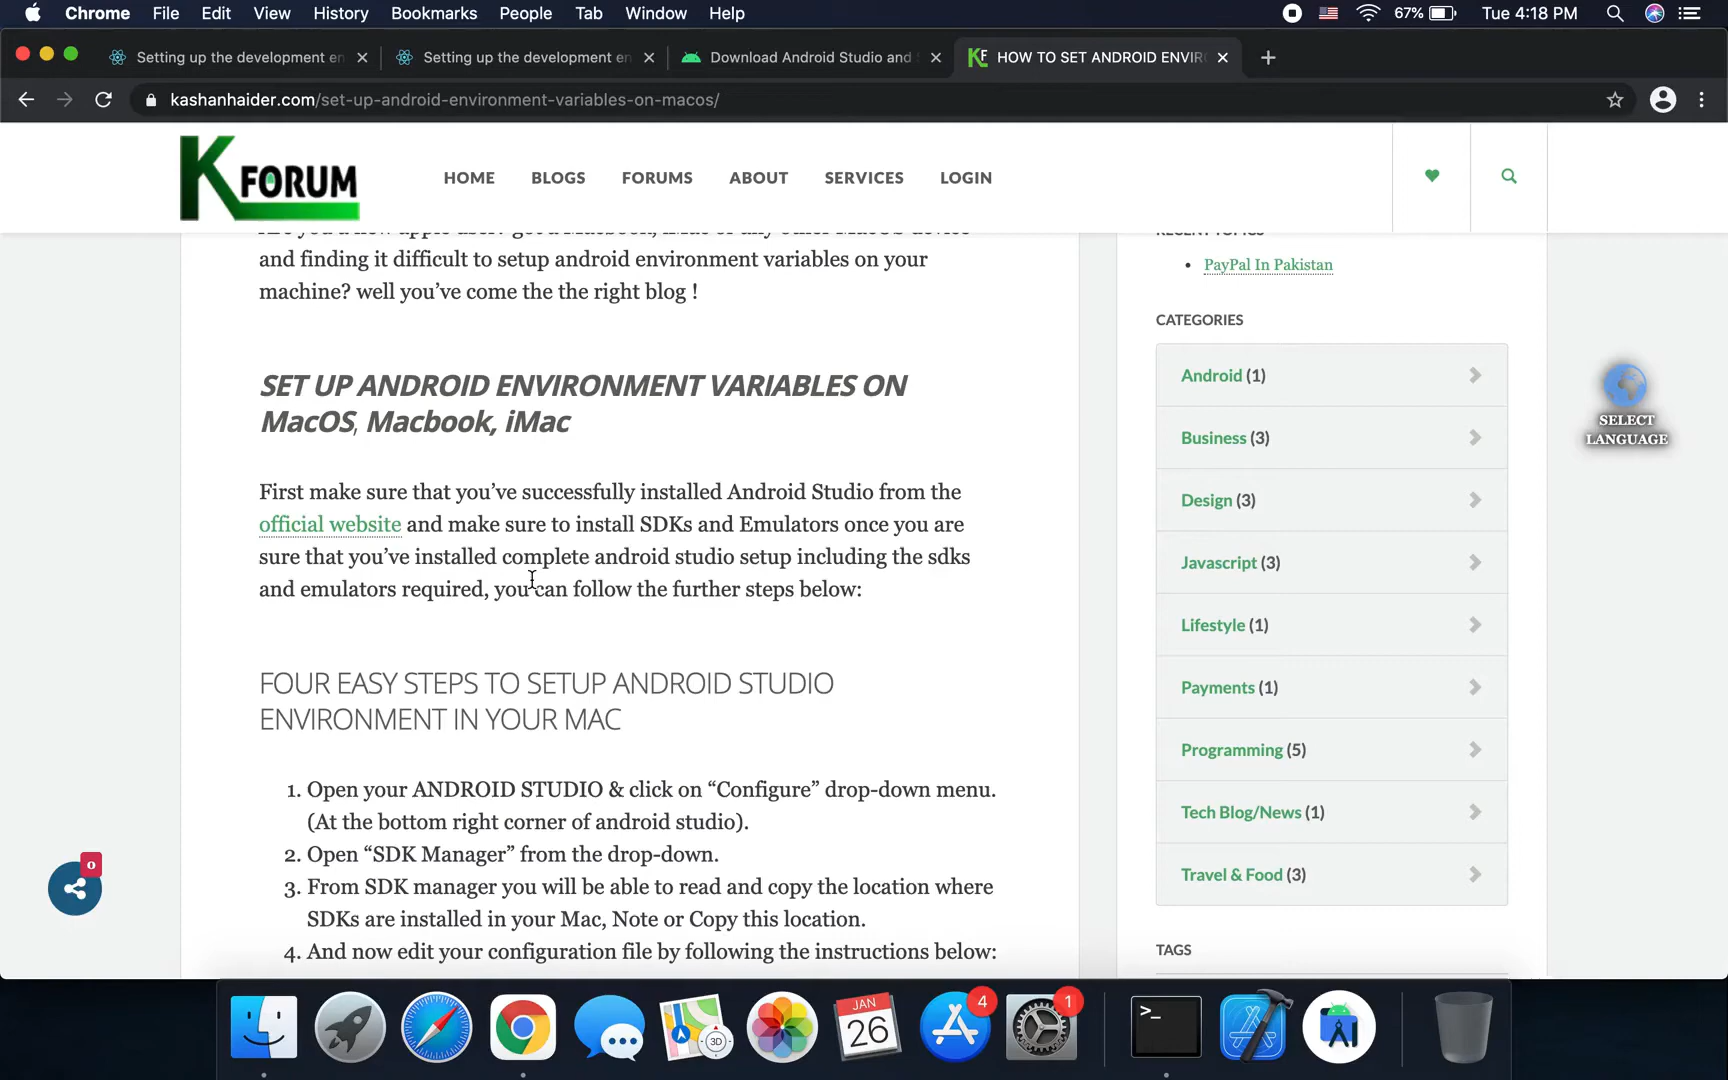 Chrome File Edit View History Bookmarks People Tab Window Help 67% Tue 4:18 PM
Setting up the development en Setting up the development en Download Android Studio and HOW TO SET ANDROID ENVIR
kashanhaider.com/set-up-android-environment-variables-on-macos/
KFORUM HOME BLOGS FORUMS ABOUT SERVICES LOGIN
and finding it difficult to setup android environment variables on your
machine? well you’ve come the the right blog !
SET UP ANDROID ENVIRONMENT VARIABLES ON
MacOS, Macbook, iMac
First make sure that you’ve successfully installed Android Studio from the
official website and make sure to install SDKs and Emulators once you are
sure that you’ve installed complete android studio setup including the sdks
and emulators required, you can follow the further steps below:
FOUR EASY STEPS TO SETUP ANDROID STUDIO
ENVIRONMENT IN YOUR MAC
1. Open your ANDROID STUDIO & click on “Configure” drop-down menu.
(At the bottom right corner of android studio).
2. Open “SDK Manager” from the drop-down.
3. From SDK manager you will be able to read and copy the location where
SDKs are installed in your Mac, Note or Copy this location.
4. And now edit your configuration file by following the instructions below:
RECENT TOPICS
PayPal In Pakistan
CATEGORIES
Android (1)
Business (3)
Design (3)
Javascript (3)
Lifestyle (1)
Payments (1)
Programming (5)
Tech Blog/News (1)
Travel & Food (3)
TAGS
SELECT
LANGUAGE
0
3D
JAN
26
4
1
>_